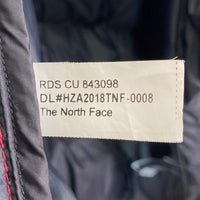 RDS CU 843098
DL#HZA2018TNF-0008
The North Face